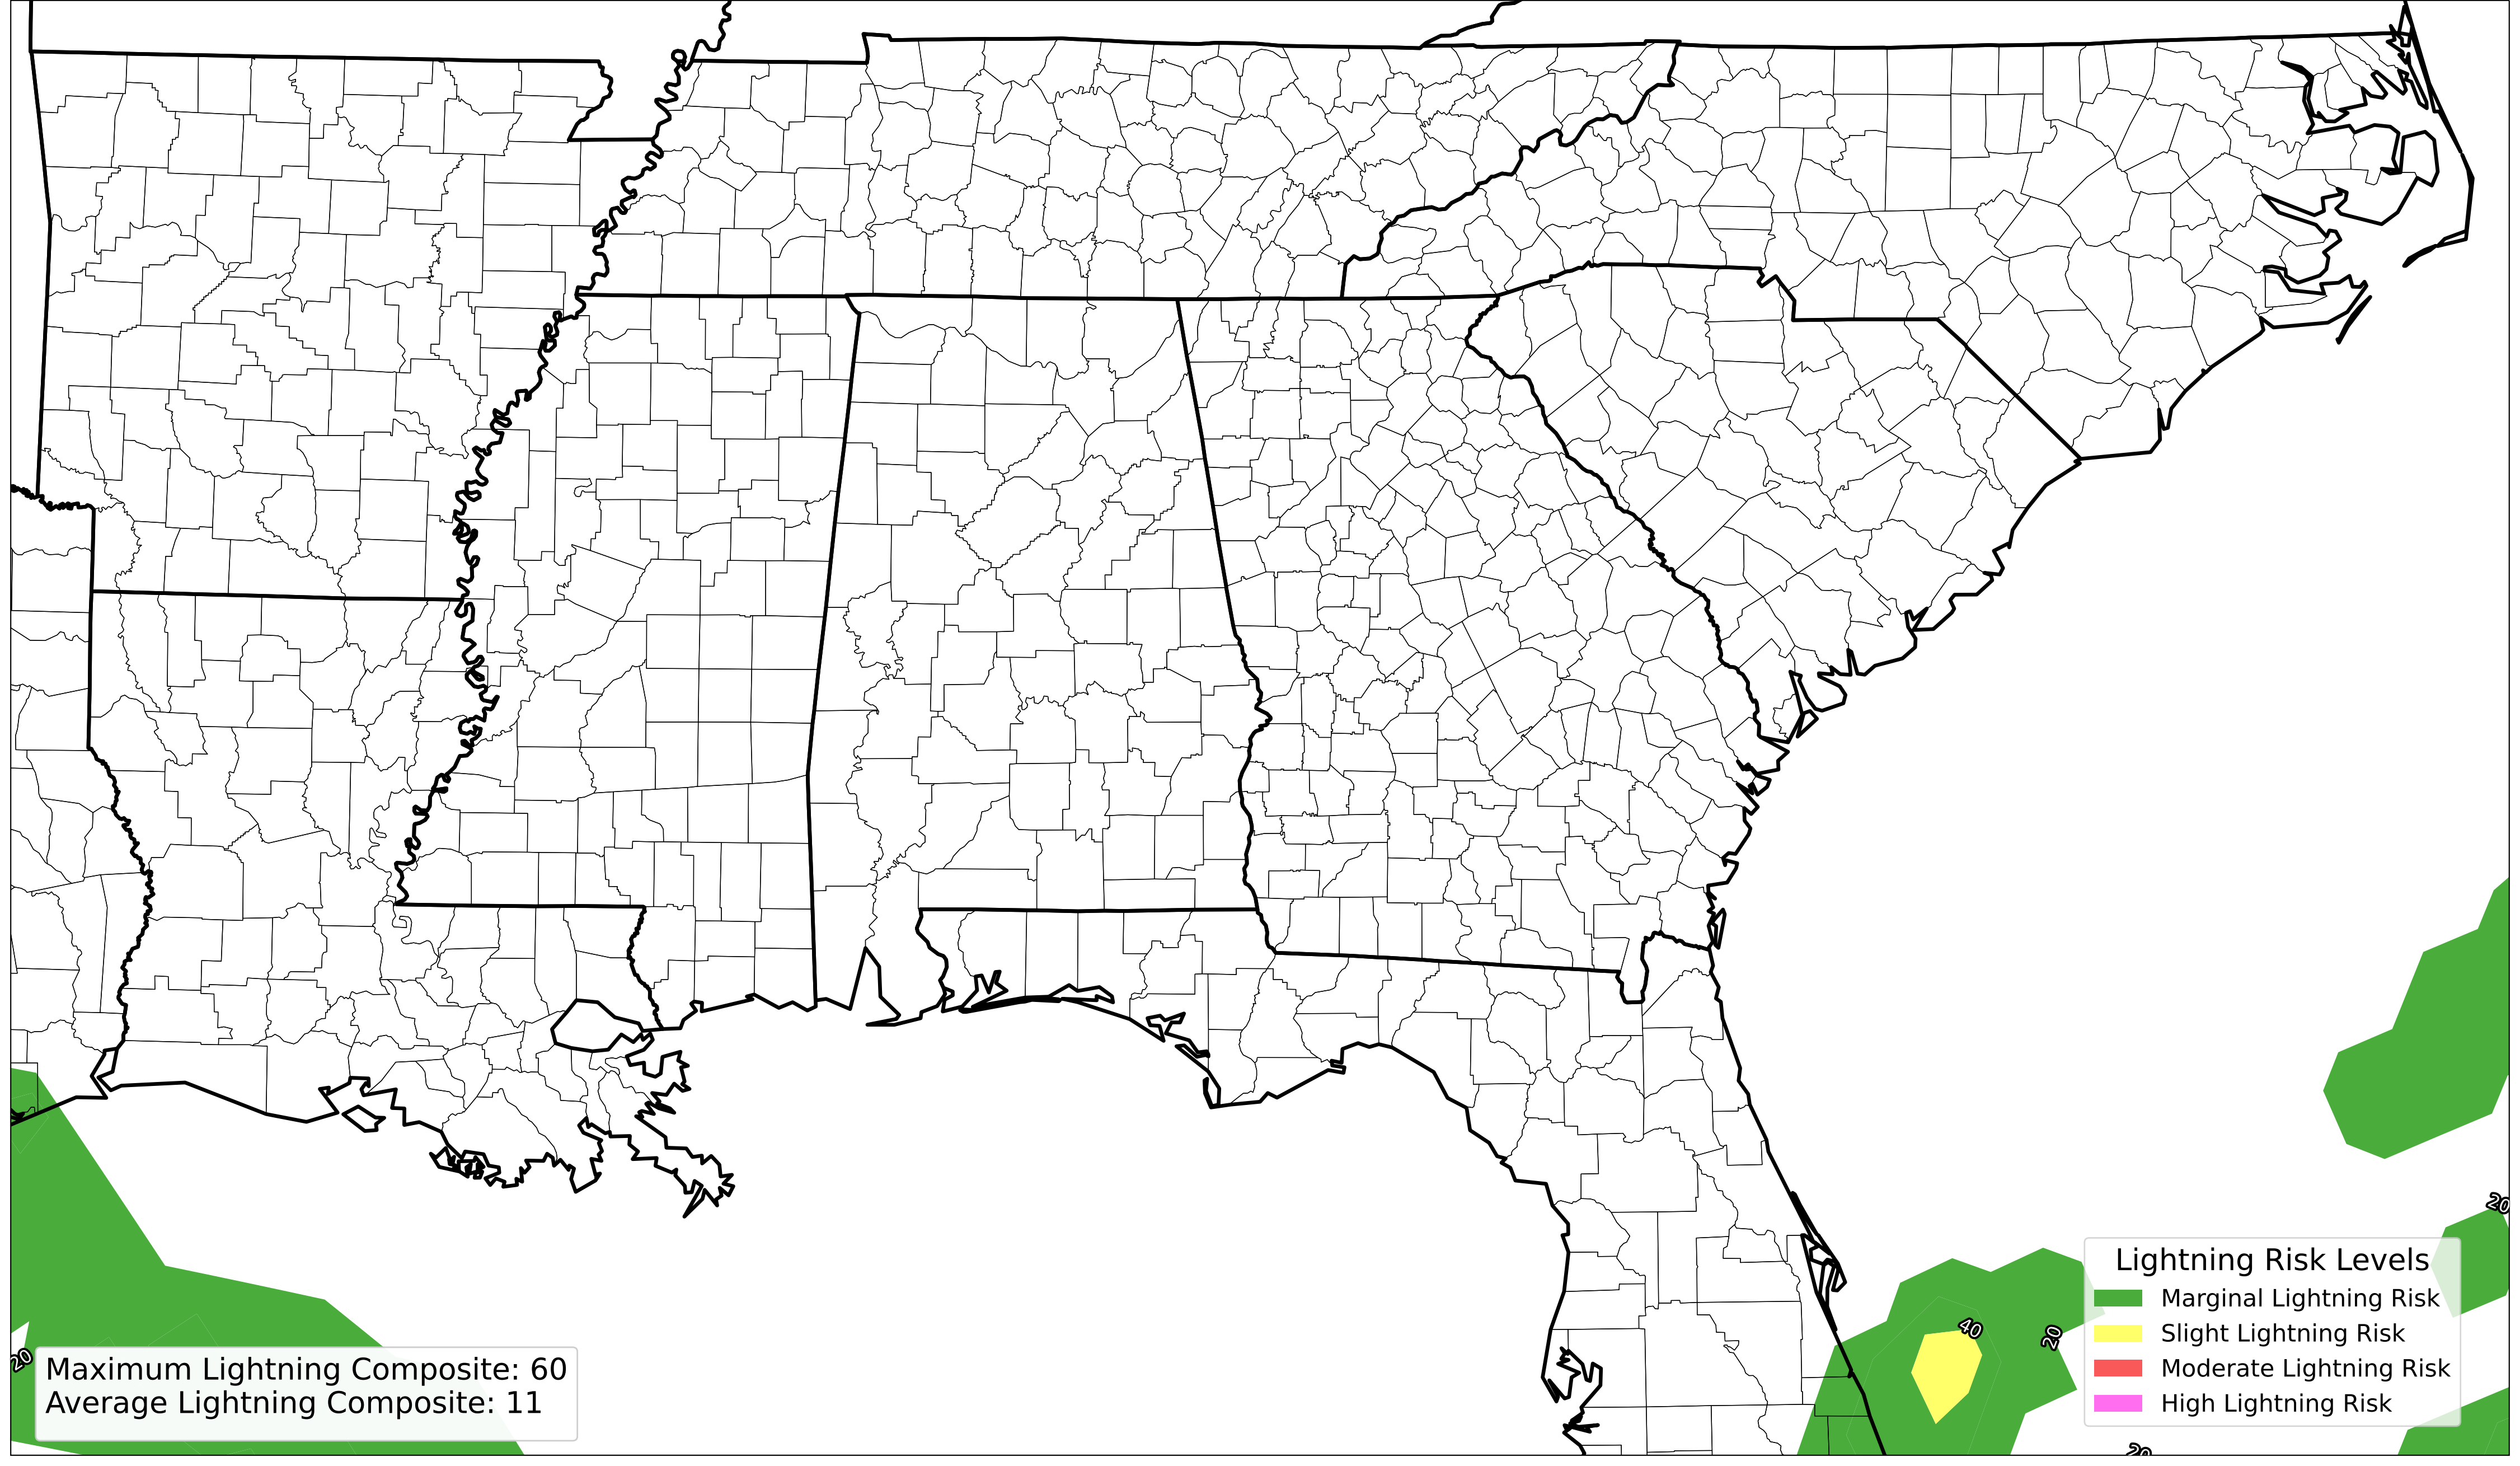 20
40
20
20
20
Maximum Lightning Composite: 60
Average Lightning Composite: 11
Lightning Risk Levels
Marginal Lightning Risk
Slight Lightning Risk
Moderate Lightning Risk
High Lightning Risk